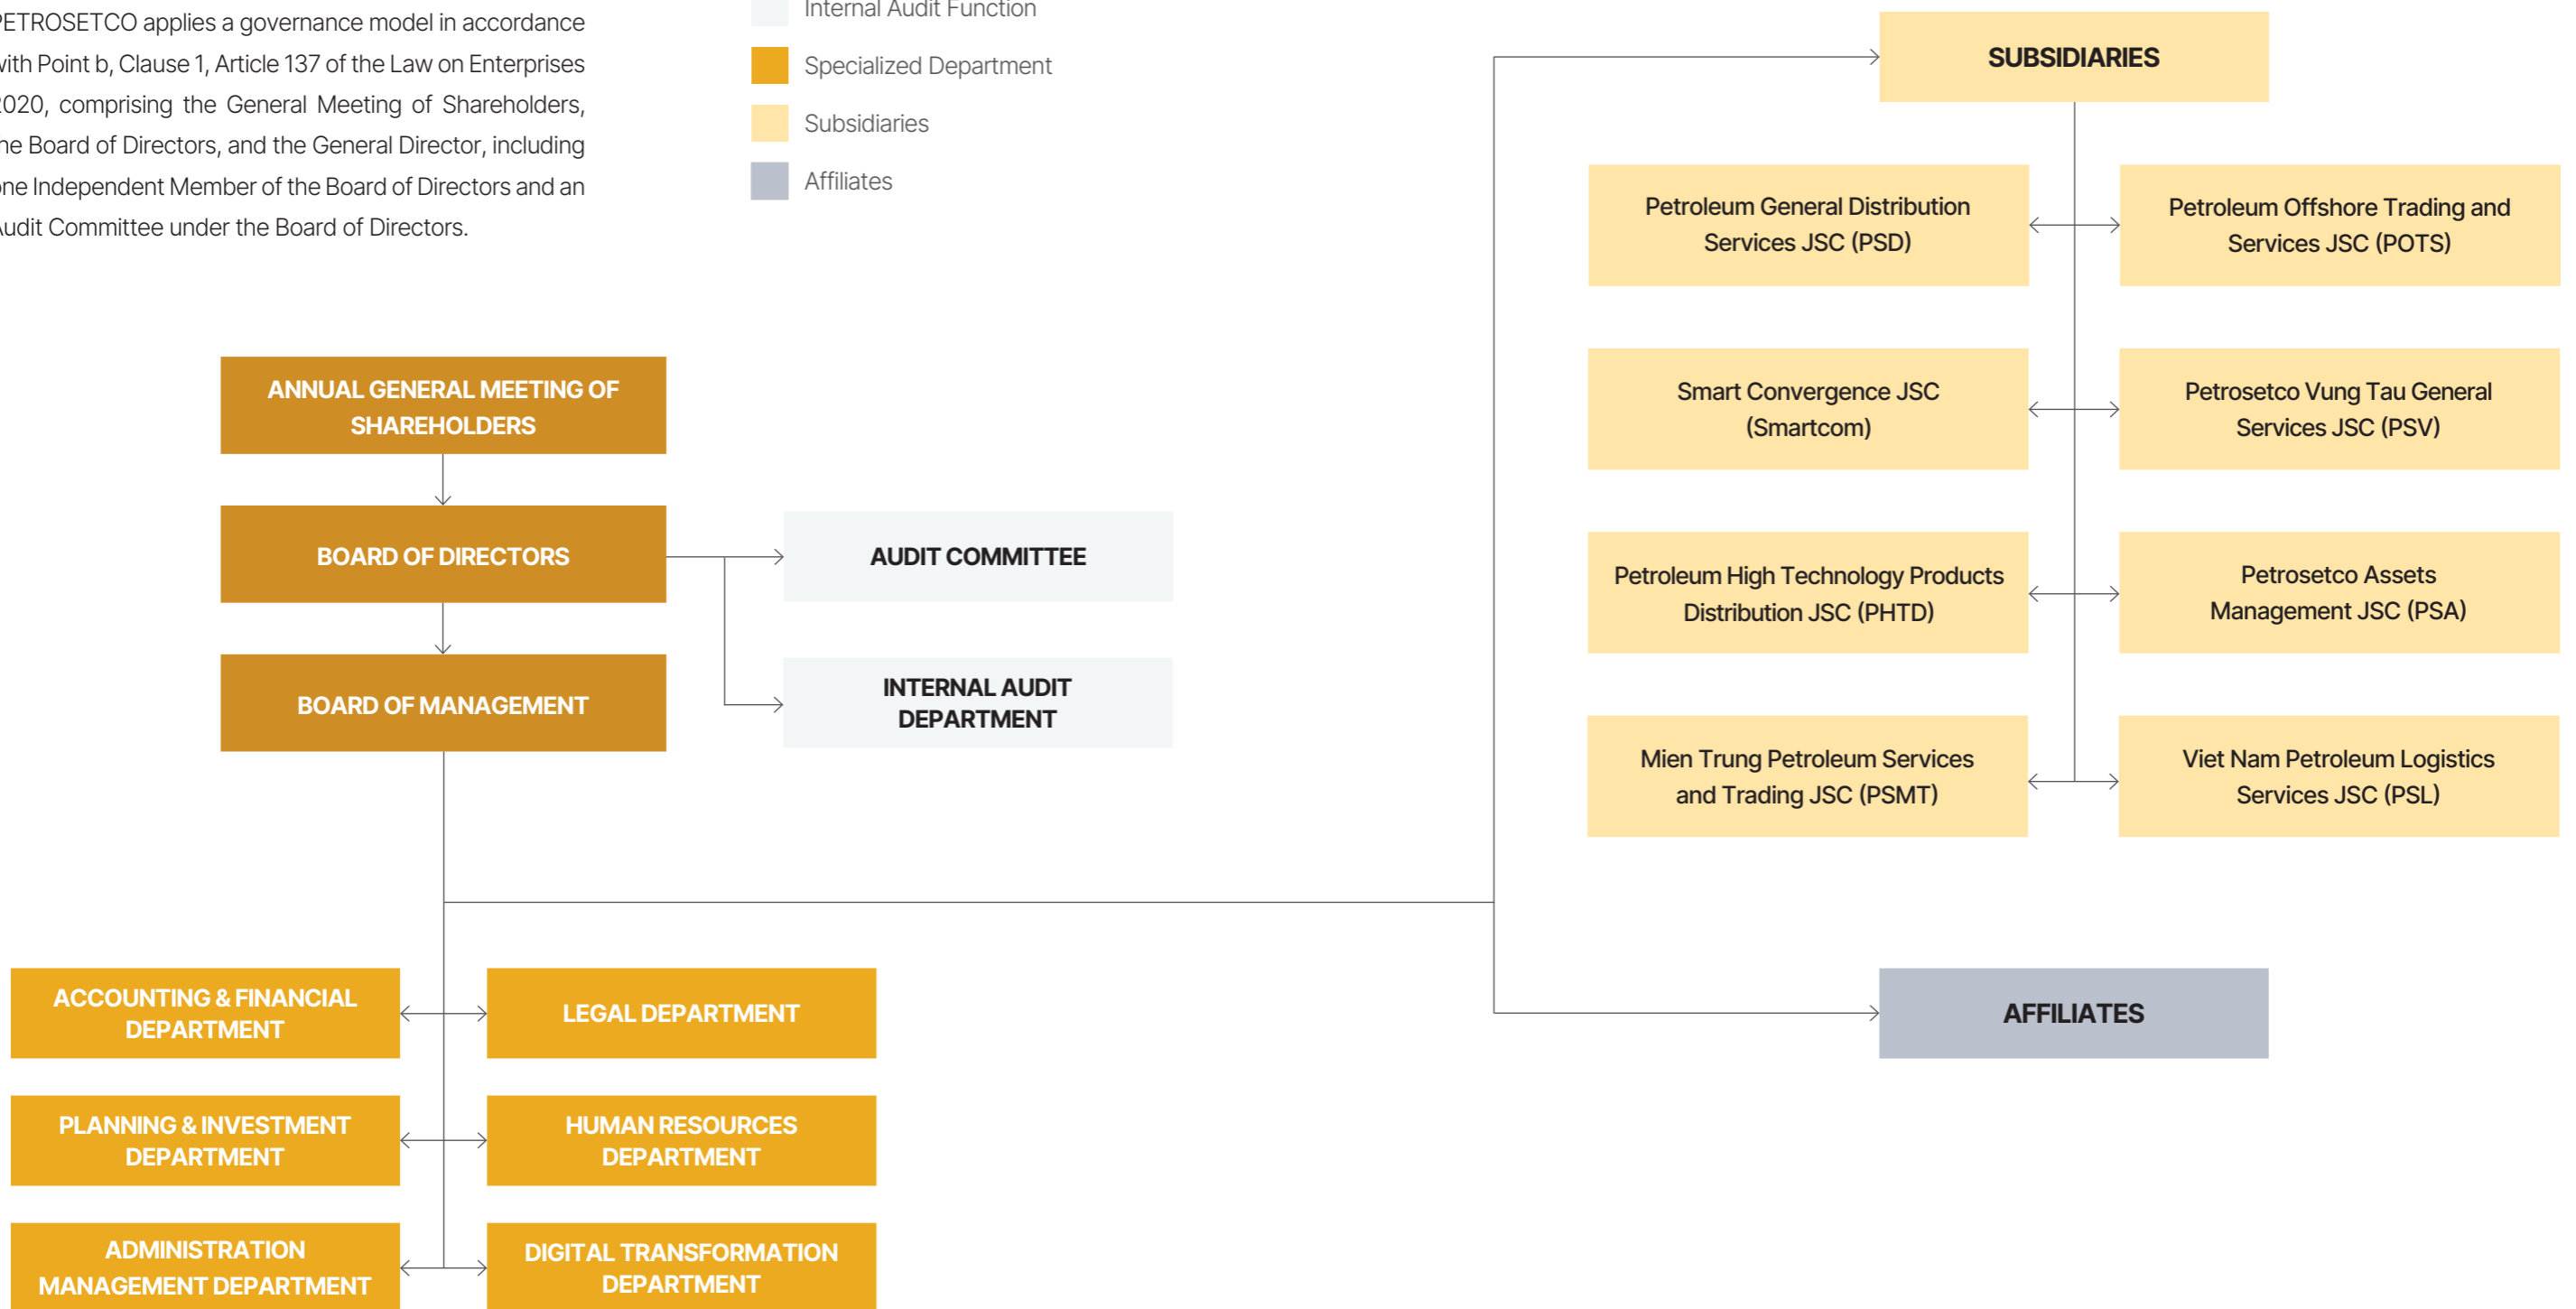 PETROSETCO applies a governance model in accordance
with Point b, Clause 1, Article 137 of the Law on Enterprises
2020, comprising the General Meeting of Shareholders,
the Board of Directors, and the General Director, including
one Independent Member of the Board of Directors and an
Audit Committee under the Board of Directors.
Internal Audit Function
Specialized Department
Subsidiaries
Affiliates
ANNUAL GENERAL MEETING OF
SHAREHOLDERS
BOARD OF DIRECTORS
AUDIT COMMITTEE
BOARD OF MANAGEMENT
INTERNAL AUDIT
DEPARTMENT
ACCOUNTING & FINANCIAL
DEPARTMENT
LEGAL DEPARTMENT
PLANNING & INVESTMENT
DEPARTMENT
HUMAN RESOURCES
DEPARTMENT
ADMINISTRATION
MANAGEMENT DEPARTMENT
DIGITAL TRANSFORMATION
DEPARTMENT
SUBSIDIARIES
Petroleum General Distribution
Services JSC (PSD)
Petroleum Offshore Trading and
Services JSC (POTS)
Smart Convergence JSC
(Smartcom)
Petrosetco Vung Tau General
Services JSC (PSV)
Petroleum High Technology Products
Distribution JSC (PHTD)
Petrosetco Assets
Management JSC (PSA)
Mien Trung Petroleum Services
and Trading JSC (PSMT)
Viet Nam Petroleum Logistics
Services JSC (PSL)
AFFILIATES